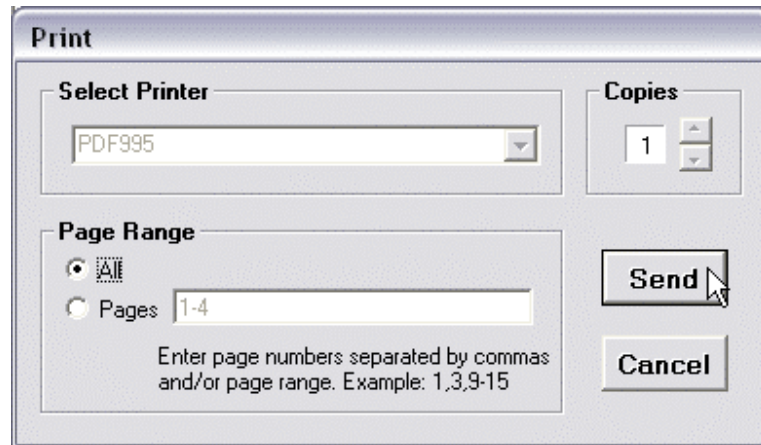 Print
Select Printer
PDF995
Copies
1
Page Range
All
Pages 1-4
Enter page numbers separated by commas
and/or page range. Example: 1,3,9-15
Send
Cancel